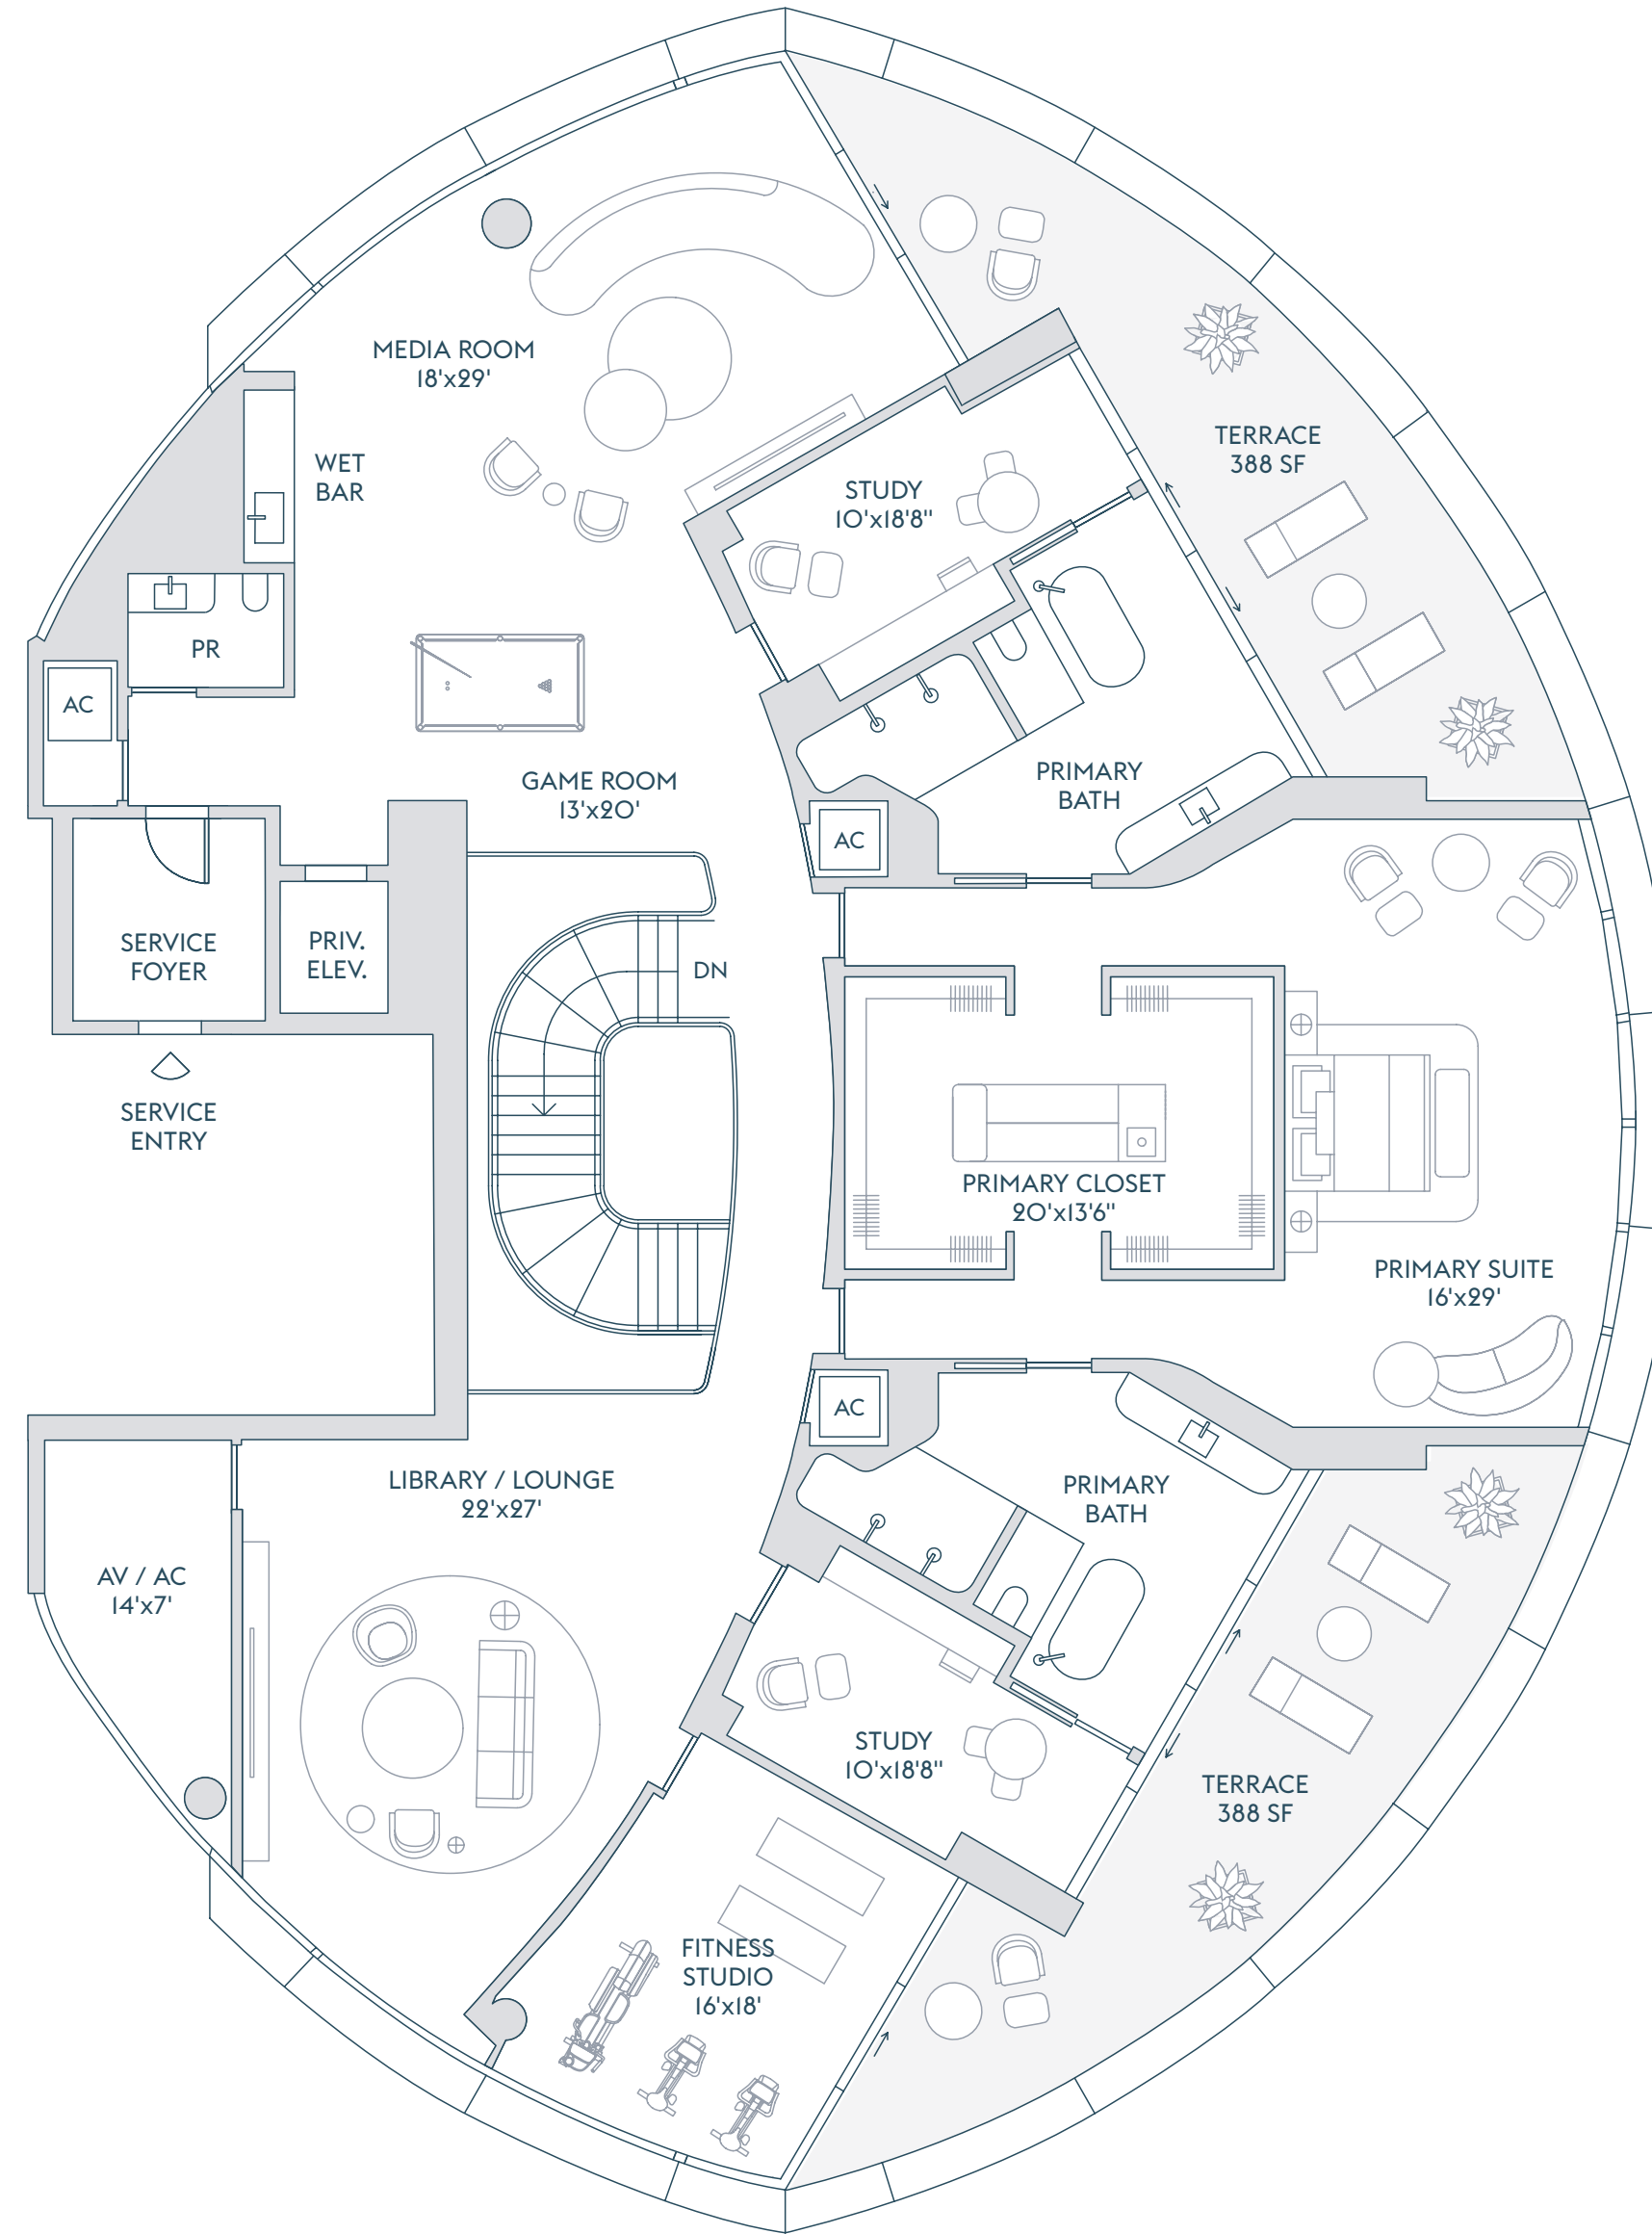 MEDIA ROOM
18'x29'
WET
BAR
TERRACE
388 SF
STUDY
10'x18'8"
PR
AC
GAME ROOM
13'x20'
PRIMARY
BATH
AC
SERVICE
FOYER
PRIV.
ELEV.
DN
SERVICE
ENTRY
PRIMARY CLOSET
20'x13'6"
PRIMARY SUITE
16'x29'
AC
LIBRARY / LOUNGE
22'x27'
PRIMARY
BATH
AV / AC
14'x7'
STUDY
10'x18'8"
TERRACE
388 SF
FITNESS
STUDIO
16'x18'